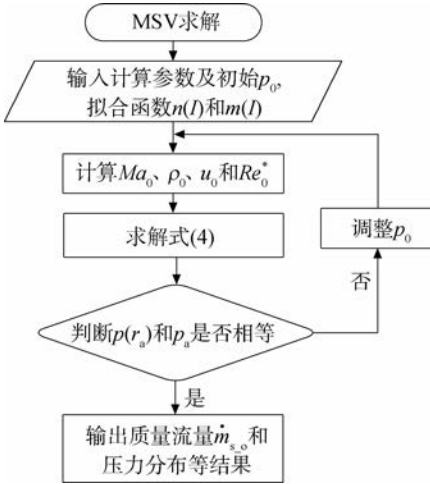 MSV求解
输入计算参数及初始p₀,
拟合函数n(I)和m(I)
计算Ma₀、ρ₀、u₀和Re₀*
求解式(4)
调整p₀
否
判断p(rₐ)和pₐ是否相等
是
输出质量流量ṁs_o和
压力分布等结果